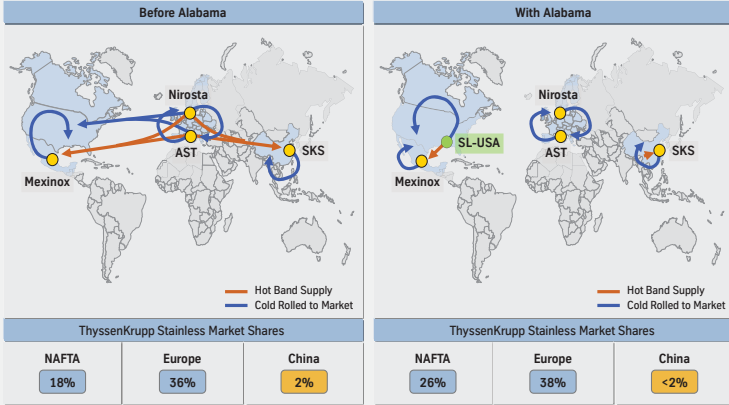 Before Alabama
Nirosta
AST
SKS
Mexinox
Hot Band Supply
Cold Rolled to Market
ThyssenKrupp Stainless Market Shares
NAFTA
Europe
China
18%
36%
2%
With Alabama
Nirosta
SL-USA
AST
SKS
Mexinox
Hot Band Supply
Cold Rolled to Market
ThyssenKrupp Stainless Market Shares
NAFTA
Europe
China
26%
38%
<2%